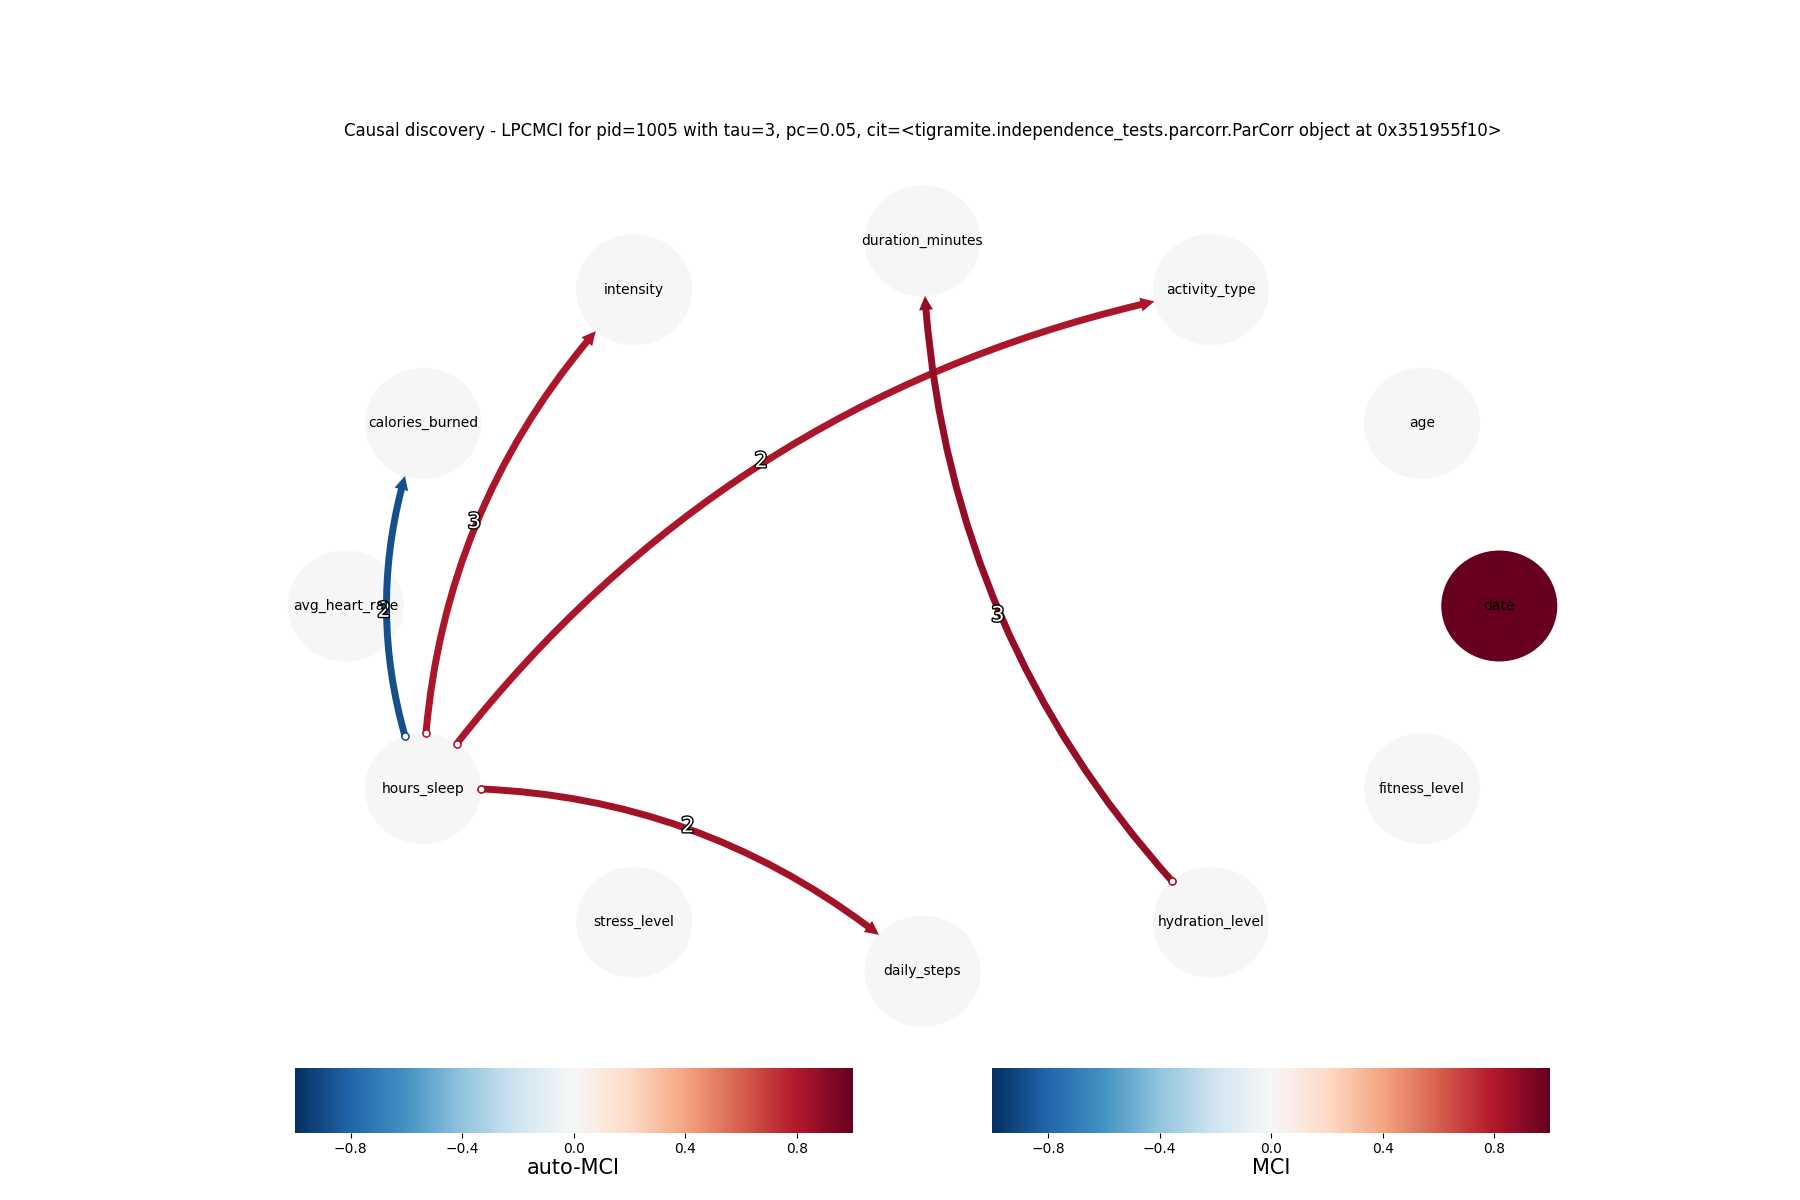 Causal discovery - LPCMCI for pid=1005 with tau=3, pc=0.05, cit=<tigramite.independence_tests.parcorr.ParCorr object at 0x351955f10>
duration_minutes
intensity
activity_type
calories_burned
age
2
3
avg_heart_rate
2
3
date
hours_sleep
fitness_level
2
stress_level
hydration_level
daily_steps
−0.8 −0.4 0.0 0.4 0.8
auto-MCI
−0.8 −0.4 0.0 0.4 0.8
MCI